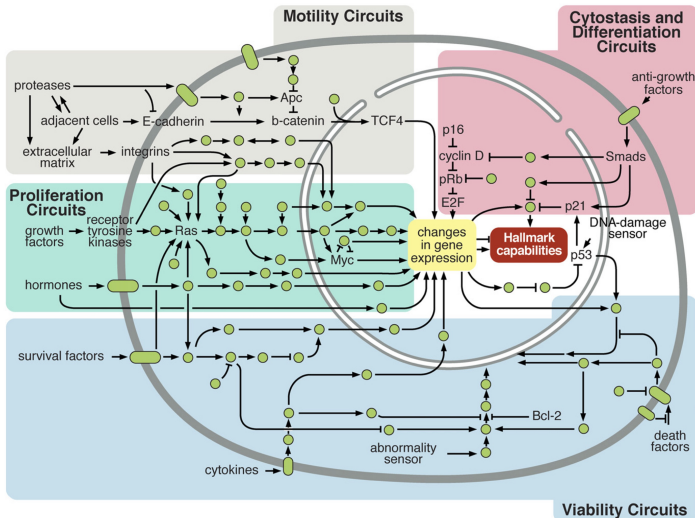 Motility Circuits
Cytostasis and
Differentiation
Circuits
proteases
Apc
anti-growth
factors
adjacent cells
E-cadherin
b-catenin
TCF4
p16
extracellular
matrix
integrins
cyclin D
Smads
pRb
Proliferation
Circuits
E2F
p21
growth
factors
receptor
tyrosine
kinases
Ras
changes
in gene
expression
Hallmark
capabilities
DNA-damage
sensor
Myc
p53
hormones
survival factors
Bcl-2
abnormality
sensor
death
factors
cytokines
Viability Circuits